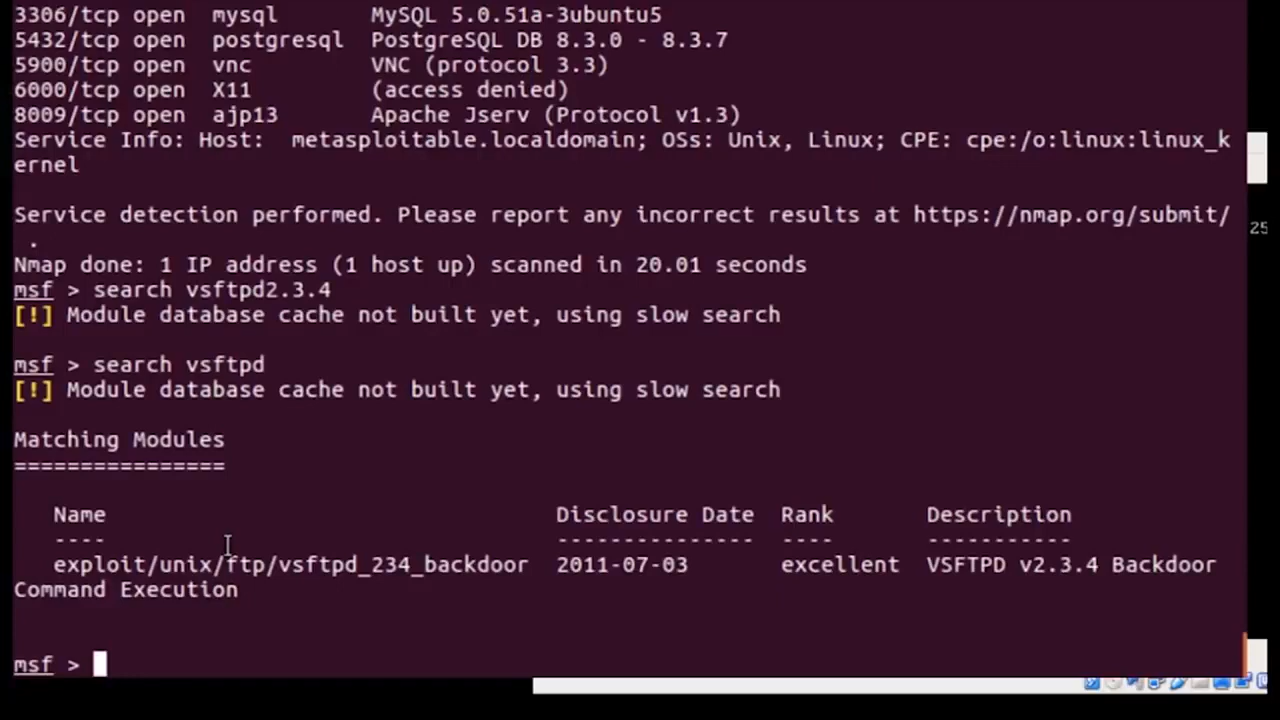 3306/tcp open  mysql       MySQL 5.0.51a-3ubuntu5
5432/tcp open  postgresql  PostgreSQL DB 8.3.0 - 8.3.7
5900/tcp open  vnc         VNC (protocol 3.3)
6000/tcp open  X11         (access denied)
8009/tcp open  ajp13       Apache Jserv (Protocol v1.3)
Service Info: Host:  metasploitable.localdomain; OSs: Unix, Linux; CPE: cpe:/o:linux:linux_k
ernel
Service detection performed. Please report any incorrect results at https://nmap.org/submit/
 .
Nmap done: 1 IP address (1 host up) scanned in 20.01 seconds
msf > search vsftpd2.3.4
[!] Module database cache not built yet, using slow search
msf > search vsftpd
[!] Module database cache not built yet, using slow search
Matching Modules
================
   Name                                  Disclosure Date  Rank       Description
   ----                                  ---------------  ----       -----------
   exploit/unix/ftp/vsftpd_234_backdoor  2011-07-03       excellent  VSFTPD v2.3.4 Backdoor
Command Execution
msf >
25